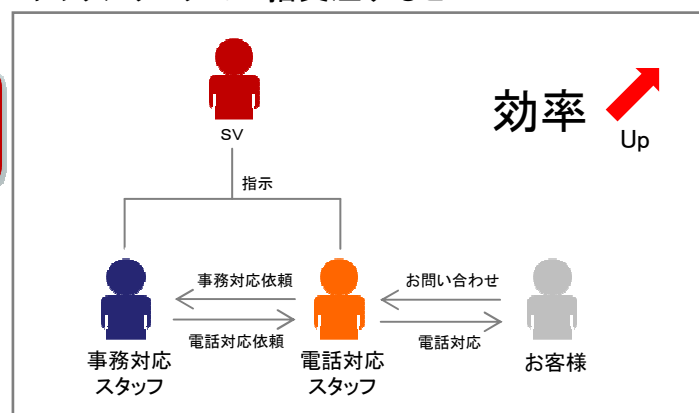 効率
Up
SV
指示
事務対応依頼
お問い合わせ
電話対応依頼
電話対応
事務対応
スタッフ
電話対応
スタッフ
お客様